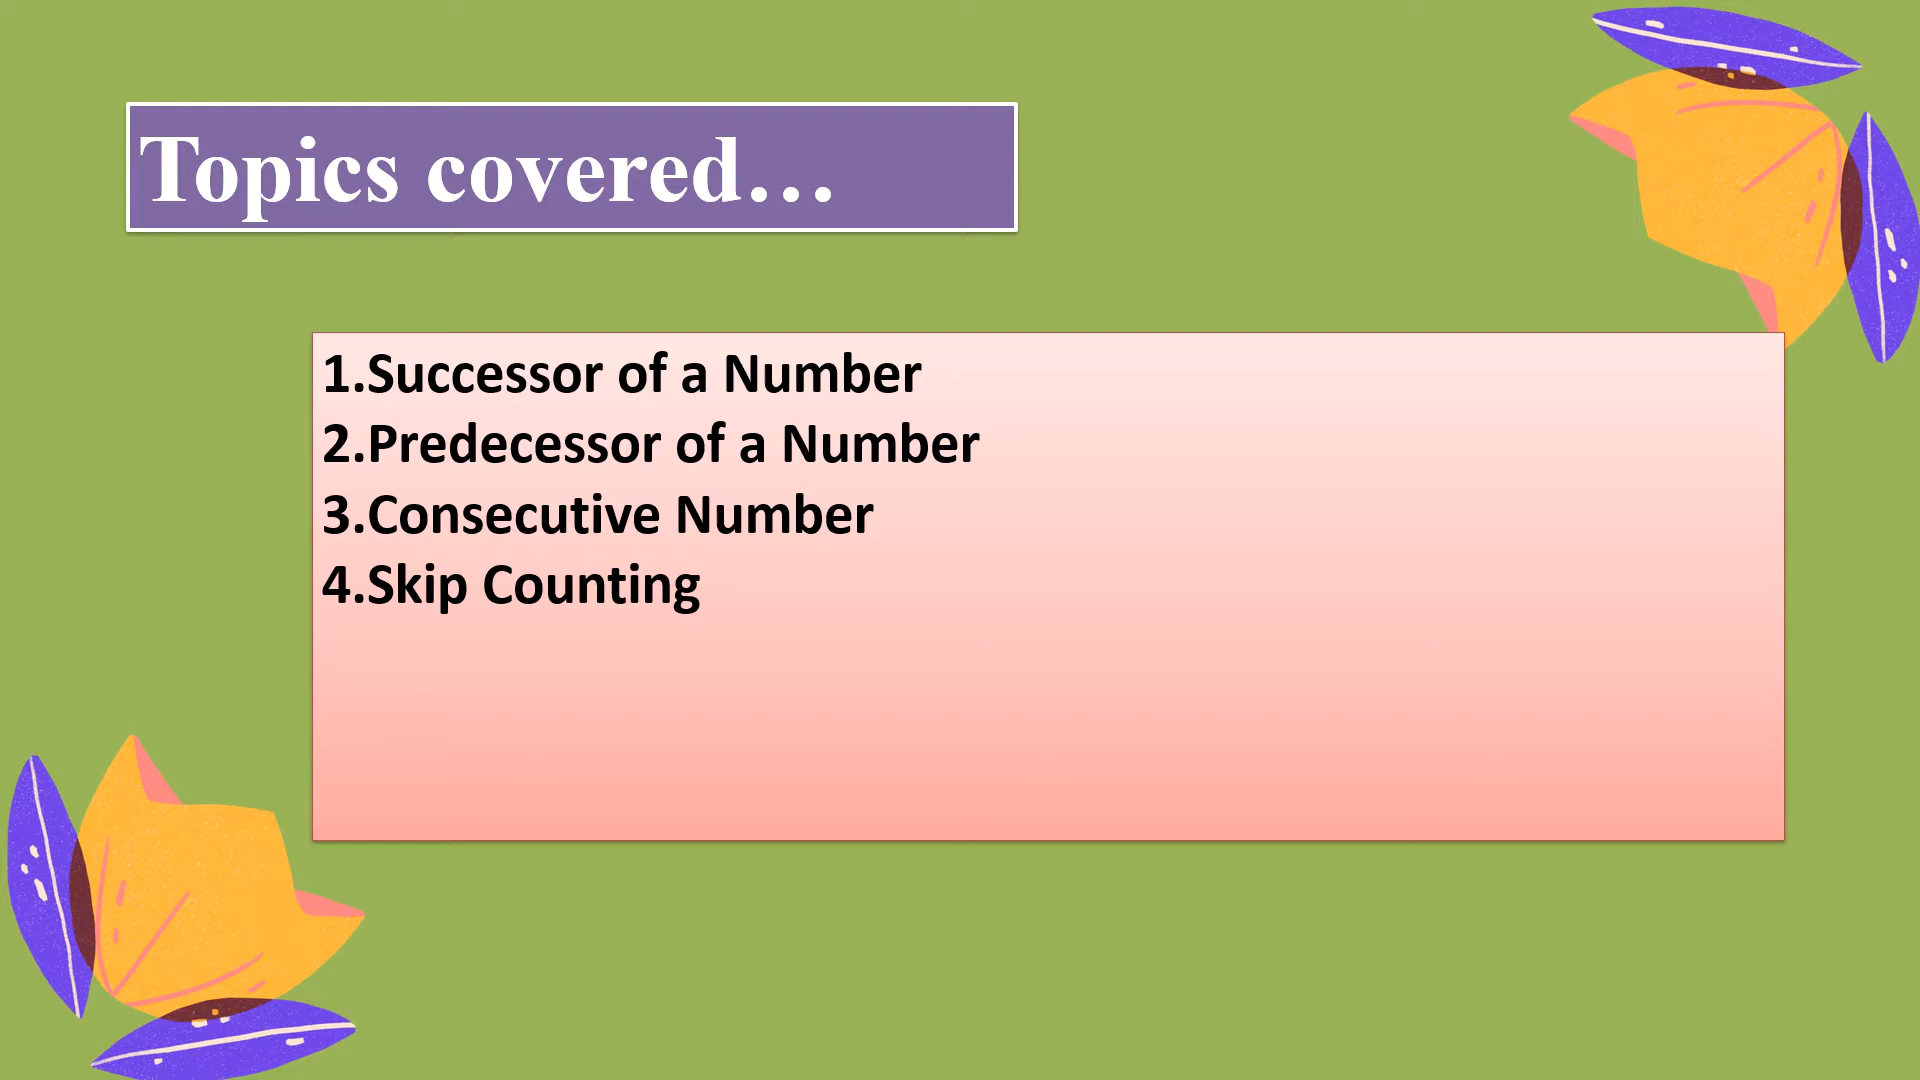 Topics covered...
1.Successor of a Number
2.Predecessor of a Number
3.Consecutive Number
4.Skip Counting